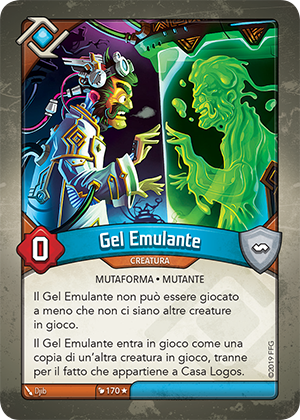 Gel Emulante
CREATURA
0
MUTAFORMA • MUTANTE
Il Gel Emulante non può essere giocato
a meno che non ci siano altre creature
in gioco.
Il Gel Emulante entra in gioco come una
copia di un'altra creatura in gioco, tranne
per il fatto che appartiene a Casa Logos.
Djib
170
©2019 FFG